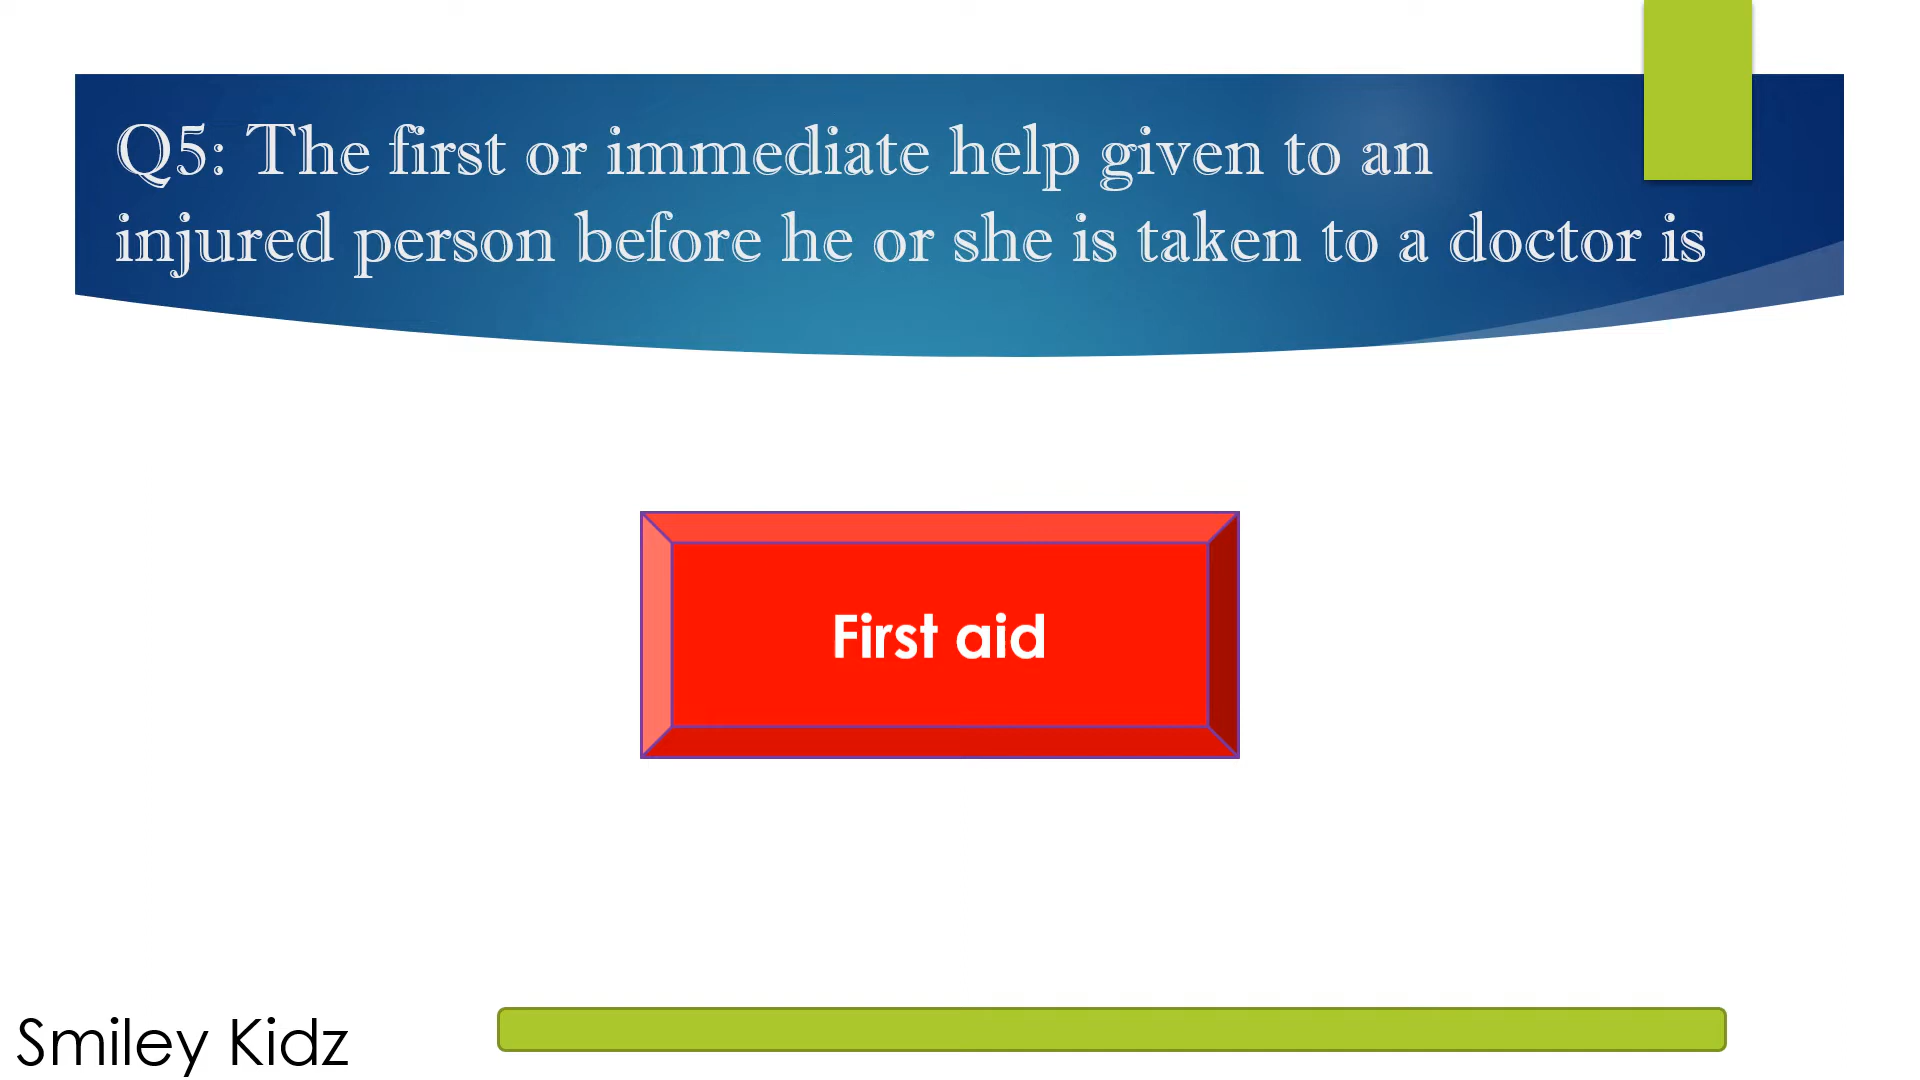 Q5: The first or immediate help given to an
injured person before he or she is taken to a doctor is
First aid
Smiley Kidz